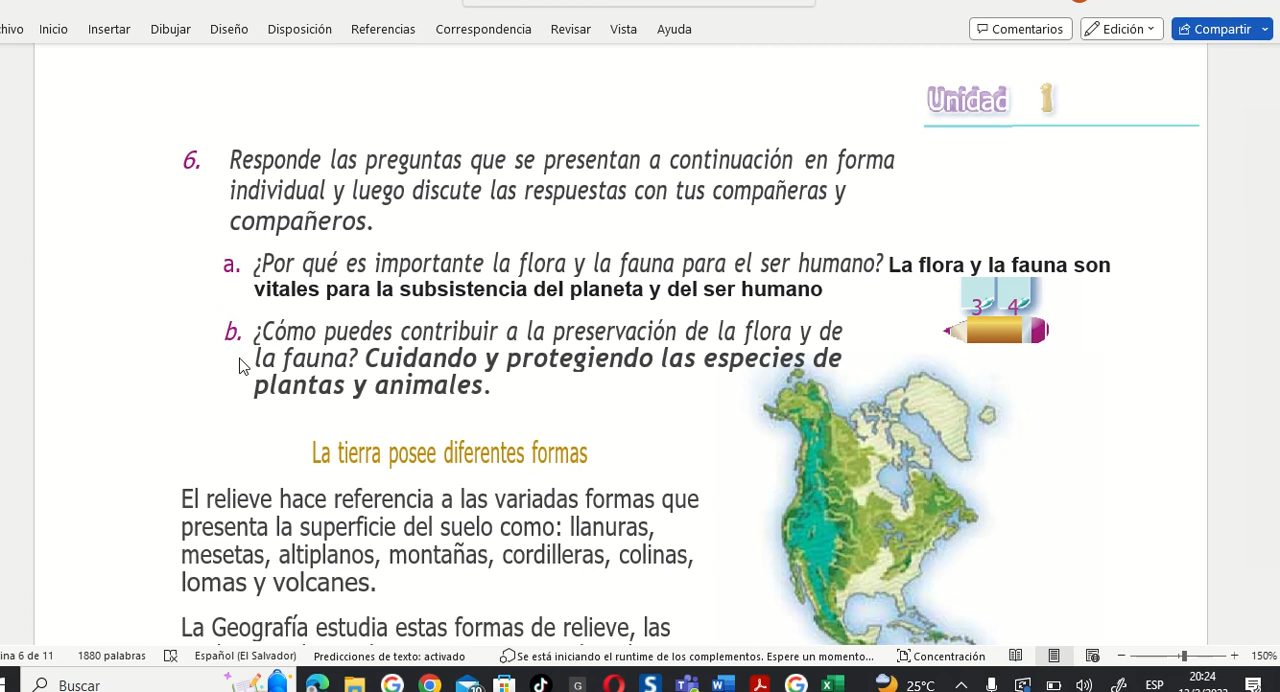 chivo Inicio Insertar Dibujar Diseño Disposición Referencias Correspondencia Revisar Vista Ayuda Comentarios Edición Compartir
Unidad 1
6. Responde las preguntas que se presentan a continuación en forma
individual y luego discute las respuestas con tus compañeras y
compañeros.
a. ¿Por qué es importante la flora y la fauna para el ser humano? La flora y la fauna son
vitales para la subsistencia del planeta y del ser humano
3 4
b. ¿Cómo puedes contribuir a la preservación de la flora y de
la fauna? Cuidando y protegiendo las especies de
plantas y animales.
La tierra posee diferentes formas
El relieve hace referencia a las variadas formas que
presenta la superficie del suelo como: llanuras,
mesetas, altiplanos, montañas, cordilleras, colinas,
lomas y volcanes.
La Geografía estudia estas formas de relieve, las
ina 6 de 11 1880 palabras Español (El Salvador) Predicciones de texto: activado Se está iniciando el runtime de los complementos. Espere un momento... Concentración 150%
Buscar 25°C ESP 20:24